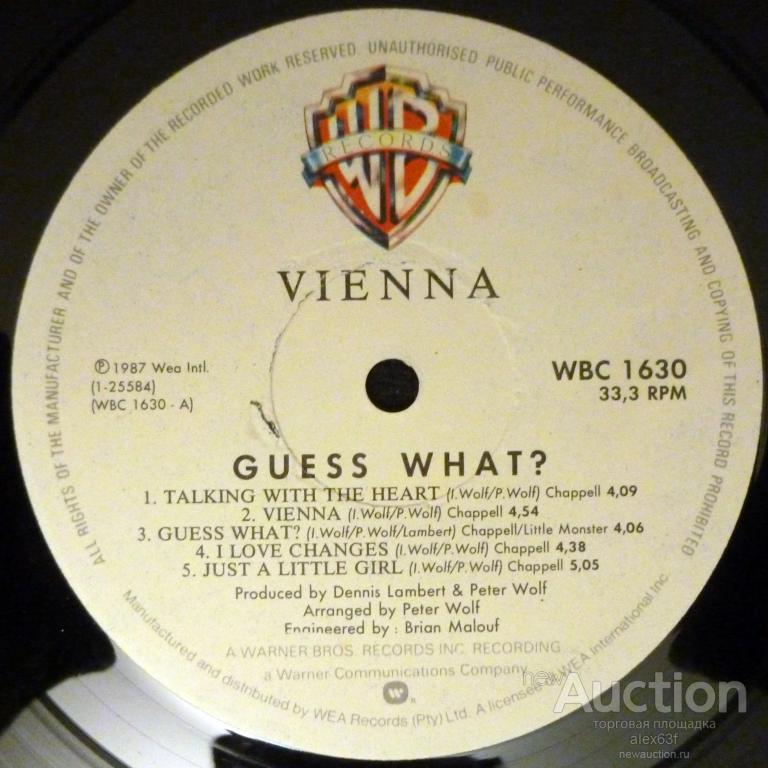 ALL RIGHTS OF THE MANUFACTURER AND OF THE OWNER OF THE RECORDED WORK RESERVED. UNAUTHORISED PUBLIC PERFORMANCE BROADCASTING AND COPYING OF THIS RECORD PROHIBITED
WB
RECORDS
VIENNA
Ⓟ 1987 Wea Intl.
(1-25584)
(WBC 1630 - A)
WBC 1630
33,3 RPM
GUESS WHAT?
1. TALKING WITH THE HEART (I.Wolf/P.Wolf) Chappell 4,09
2. VIENNA (I.Wolf/P.Wolf) Chappell 4,54
3. GUESS WHAT? (I.Wolf/P.Wolf/Lambert) Chappell/Little Monster 4,06
4. I LOVE CHANGES (I.Wolf/P.Wolf) Chappell 4,38
5. JUST A LITTLE GIRL (I.Wolf/P.Wolf) Chappell 5,05
Produced by Dennis Lambert & Peter Wolf
Arranged by Peter Wolf
Engineered by : Brian Malouf
A WARNER BROS. RECORDS INC. RECORDING
a Warner Communications Company
Manufactured and distributed by WEA Records (Pty) Ltd. A licensee of WEA International Inc.
newAuction
торговая площадка
alex63f
newauction.ru